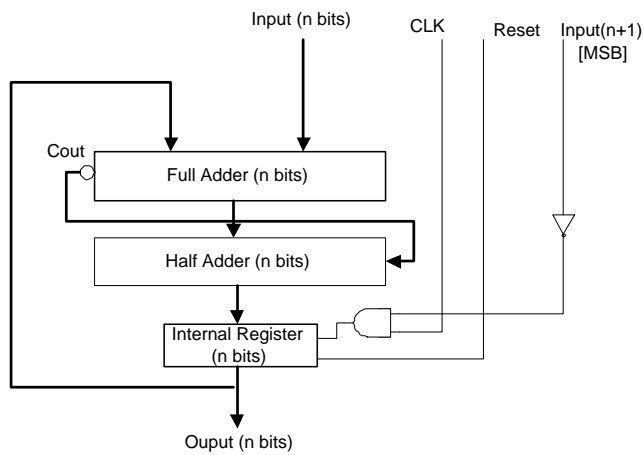 Input (n bits)
CLK
Reset
Input(n+1)
[MSB]
Cout
Full Adder (n bits)
Half Adder (n bits)
Internal Register
(n bits)
Ouput (n bits)